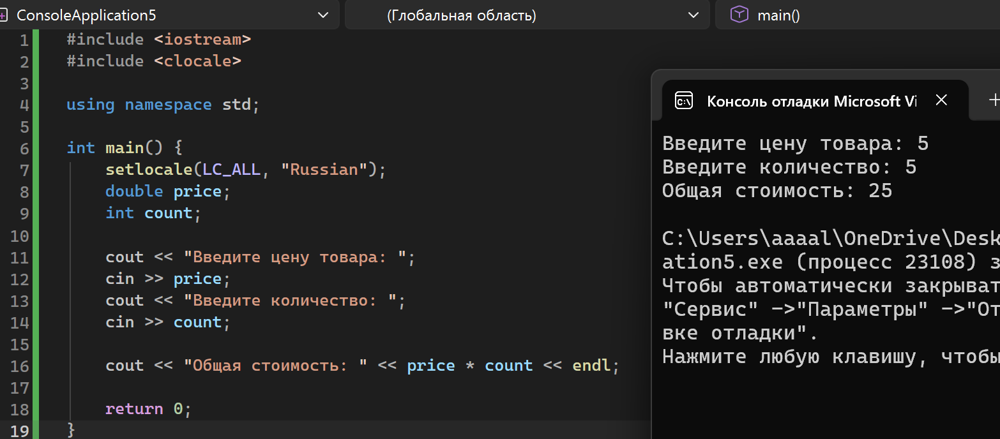 ConsoleApplication5
(Глобальная область)
main()
1 #include <iostream>
2 #include <clocale>
3
4 using namespace std;
5
6 int main() {
7 setlocale(LC_ALL, "Russian");
8 double price;
9 int count;
10
11 cout << "Введите цену товара: ";
12 cin >> price;
13 cout << "Введите количество: ";
14 cin >> count;
15
16 cout << "Общая стоимость: " << price * count << endl;
17
18 return 0;
19 }
Консоль отладки Microsoft Vi
Введите цену товара: 5
Введите количество: 5
Общая стоимость: 25
C:\Users\aaaal\OneDrive\Desk
ation5.exe (процесс 23108) з
Чтобы автоматически закрыват
"Сервис" ->"Параметры" ->"От
вке отладки".
Нажмите любую клавишу, чтобы